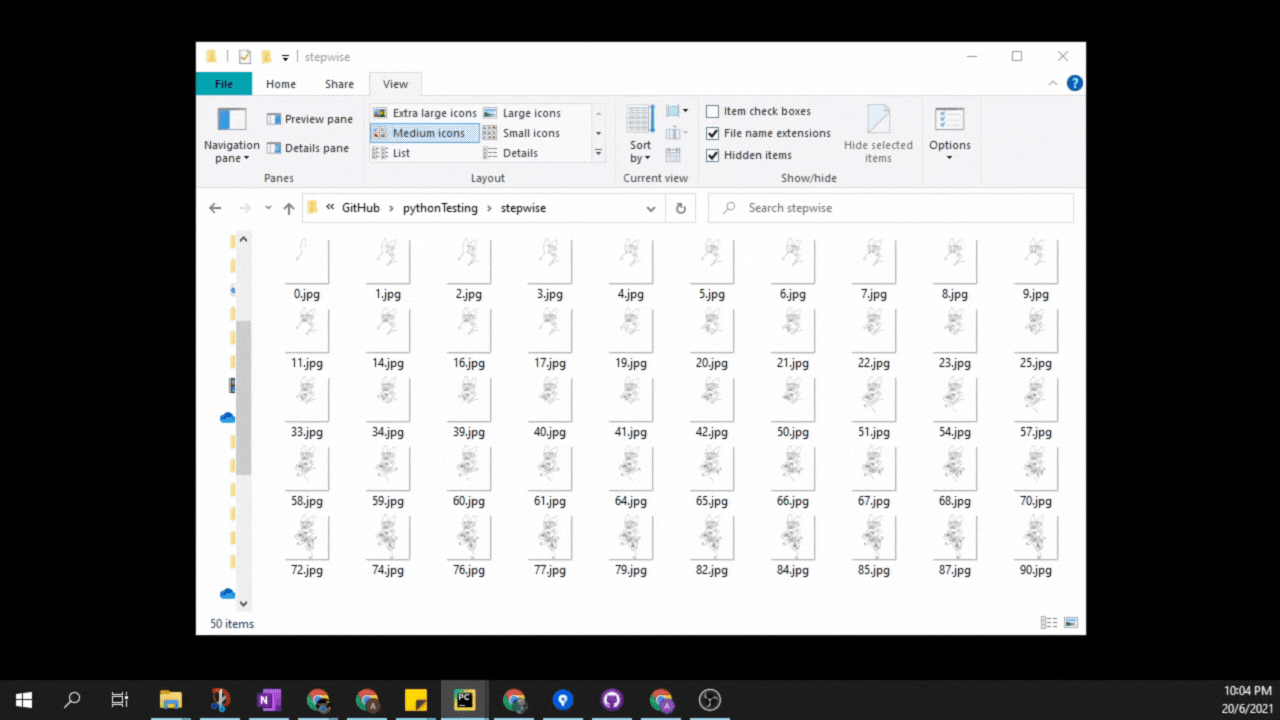 stepwise
File Home Share View
Extra large icons Large icons
Preview pane
Medium icons Small icons
Details pane
List Details
Navigation pane
Panes
Layout
Sort by
Current view
Item check boxes
File name extensions
Hidden items
Hide selected items
Show/hide
Options
« GitHub > pythonTesting > stepwise
Search stepwise
0.jpg 1.jpg 2.jpg 3.jpg 4.jpg 5.jpg 6.jpg 7.jpg 8.jpg 9.jpg
11.jpg 14.jpg 16.jpg 17.jpg 19.jpg 20.jpg 21.jpg 22.jpg 23.jpg 25.jpg
33.jpg 34.jpg 39.jpg 40.jpg 41.jpg 42.jpg 50.jpg 51.jpg 54.jpg 57.jpg
58.jpg 59.jpg 60.jpg 61.jpg 64.jpg 65.jpg 66.jpg 67.jpg 68.jpg 70.jpg
72.jpg 74.jpg 76.jpg 77.jpg 79.jpg 82.jpg 84.jpg 85.jpg 87.jpg 90.jpg
50 items
10:04 PM
20/6/2021